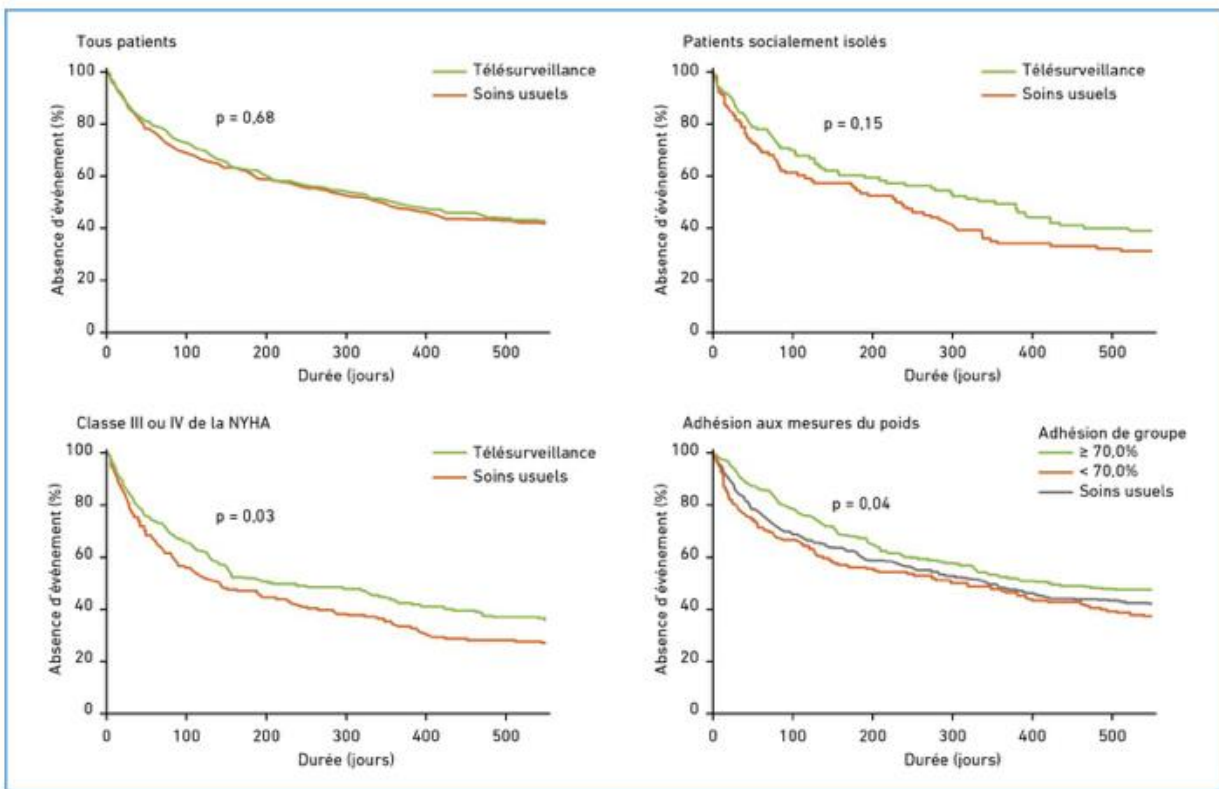 Tous patients
100
80
60
40
20
0
Absence d'événement (%)
Télésurveillance
Soins usuels
p = 0,68
0 100 200 300 400 500
Durée (jours)
Patients socialement isolés
100
80
60
40
20
0
Absence d'événement (%)
Télésurveillance
Soins usuels
p = 0,15
0 100 200 300 400 500
Durée (jours)
Classe III ou IV de la NYHA
100
80
60
40
20
0
Absence d'événement (%)
Télésurveillance
Soins usuels
p = 0,03
0 100 200 300 400 500
Durée (jours)
Adhésion aux mesures du poids
100
80
60
40
20
0
Absence d'événement (%)
Adhésion de groupe
≥ 70,0%
< 70,0%
Soins usuels
p = 0,04
0 100 200 300 400 500
Durée (jours)